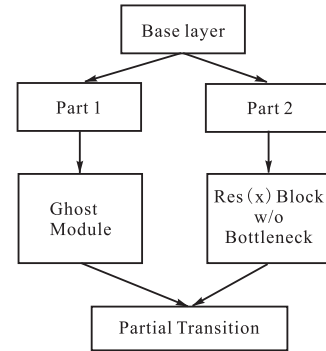 Base layer
Part 1
Part 2
Ghost
Module
Res(x) Block
w/o
Bottleneck
Partial Transition